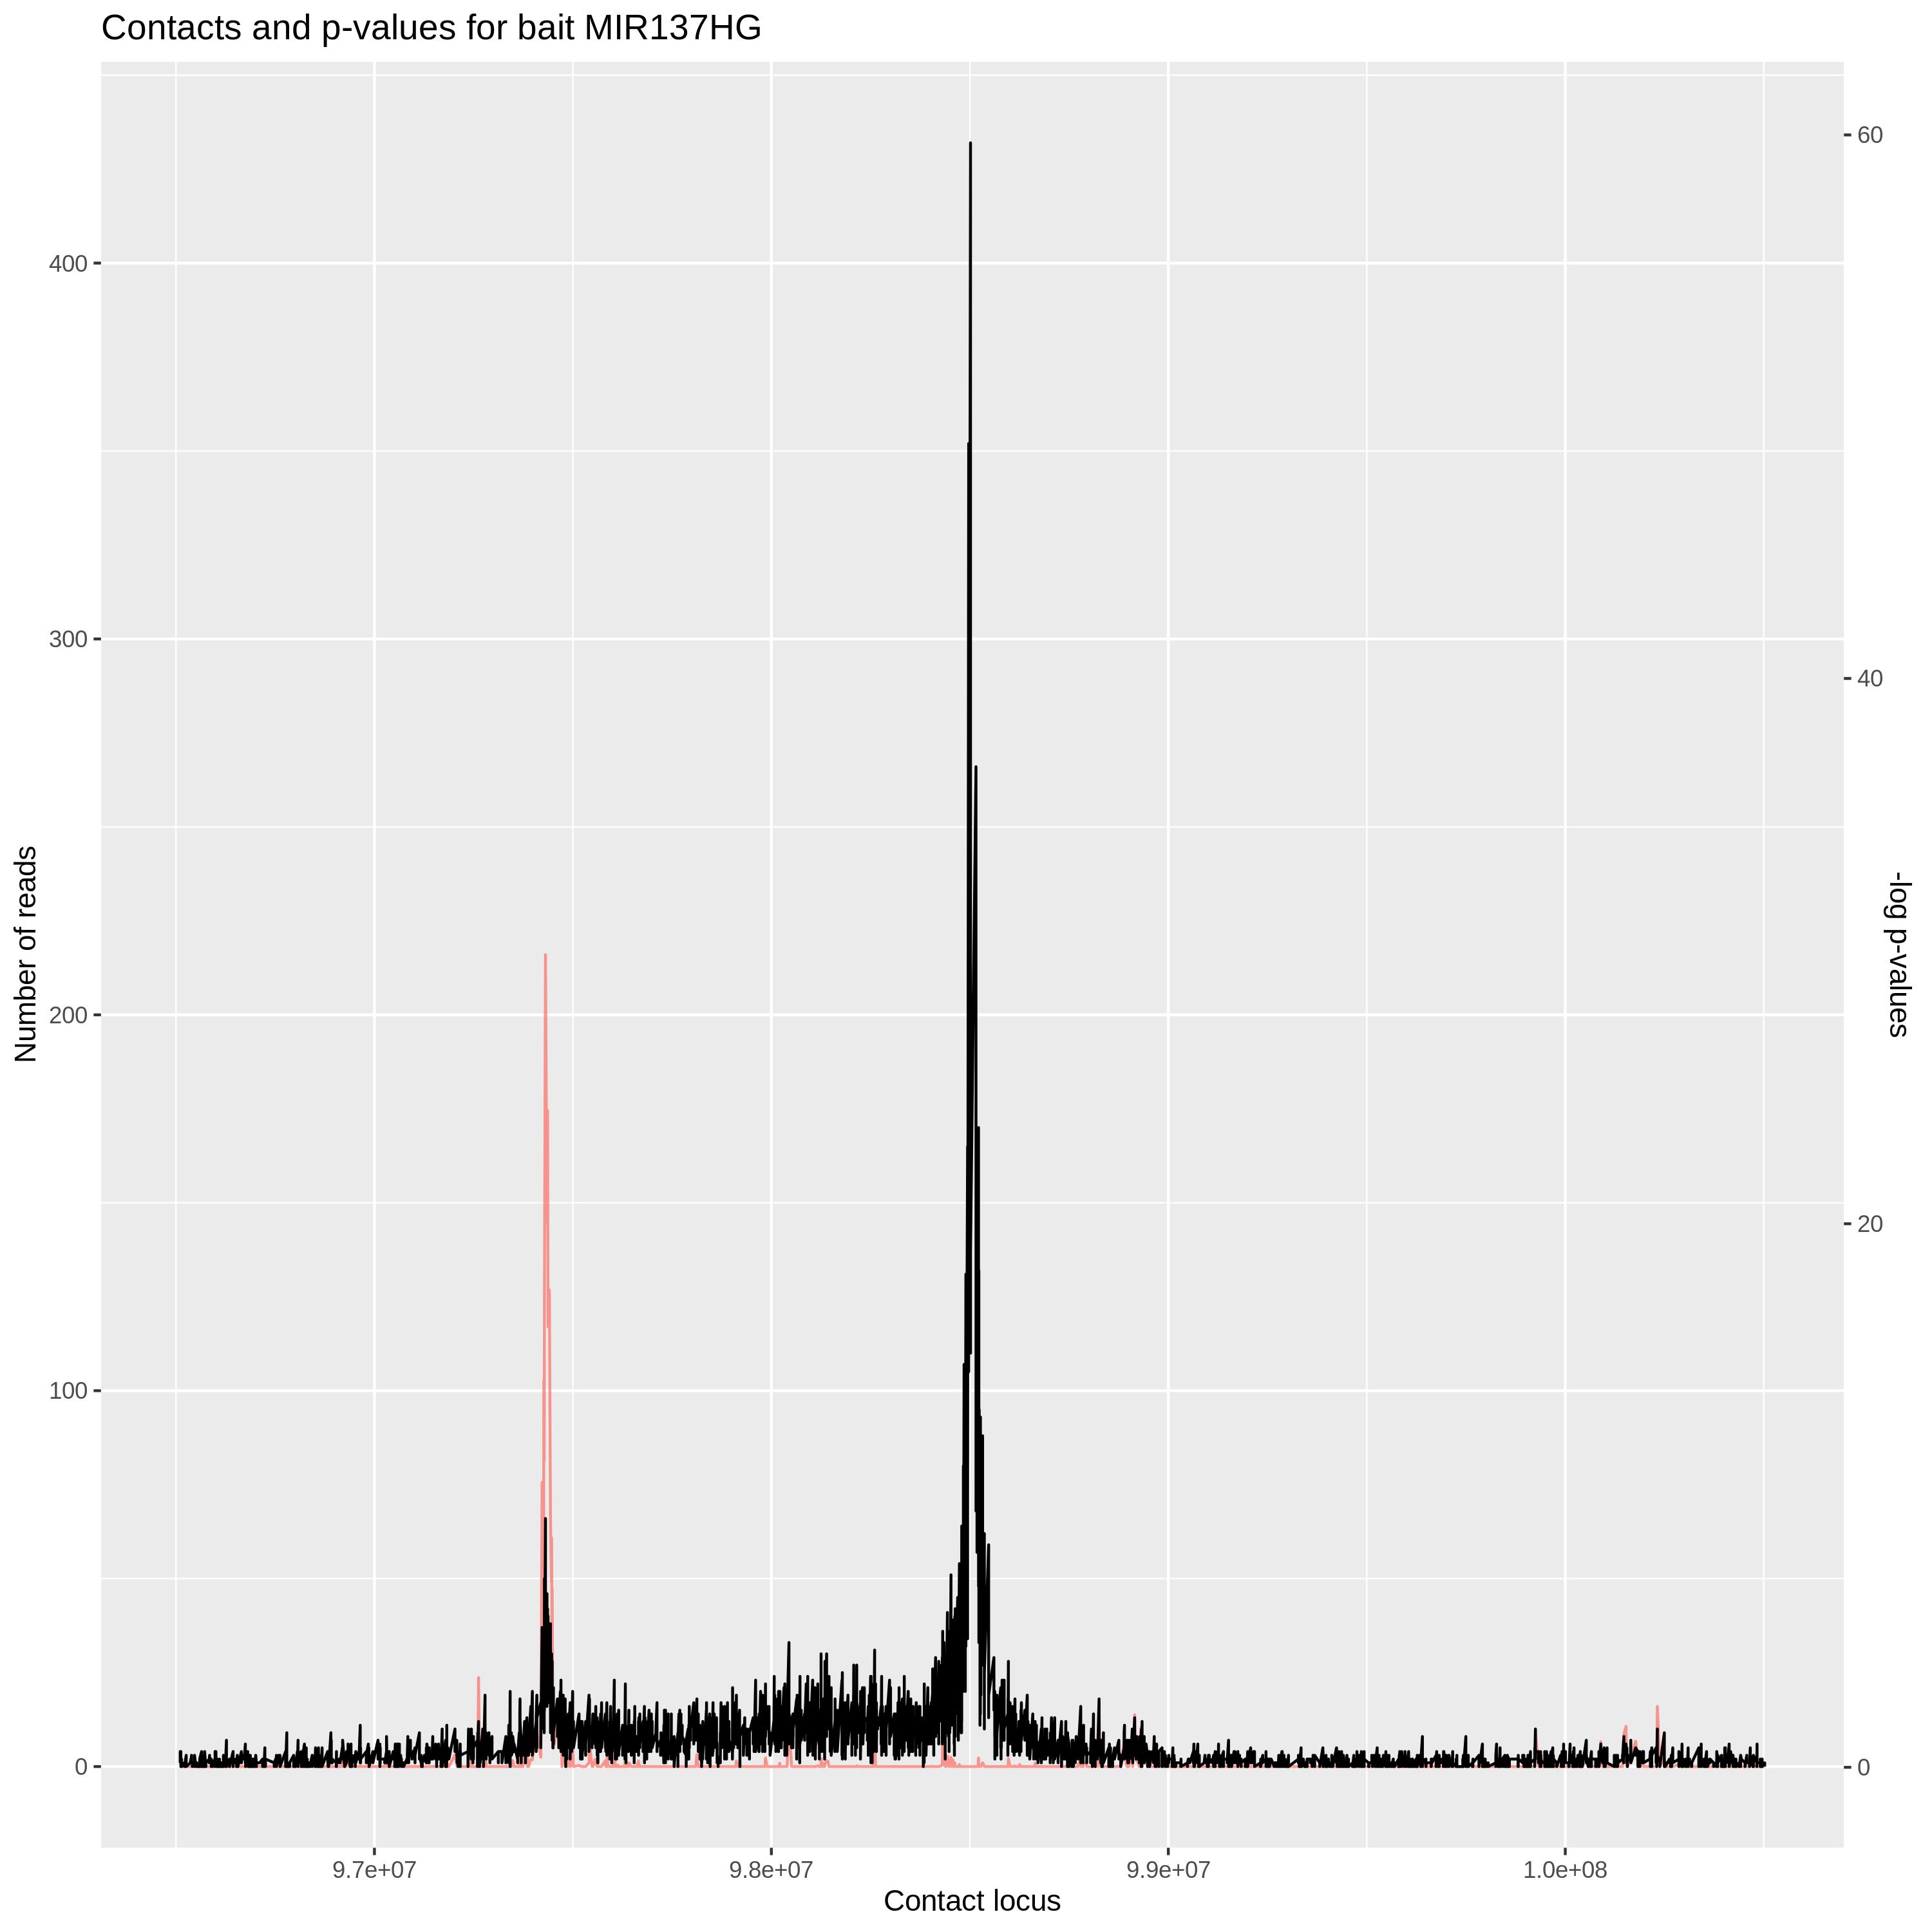 Contacts and p-values for bait MIR137HG
400
300
200
100
0
Number of reads
60
40
20
0
-log p-values
9.7e+07
9.8e+07
9.9e+07
1.0e+08
Contact locus